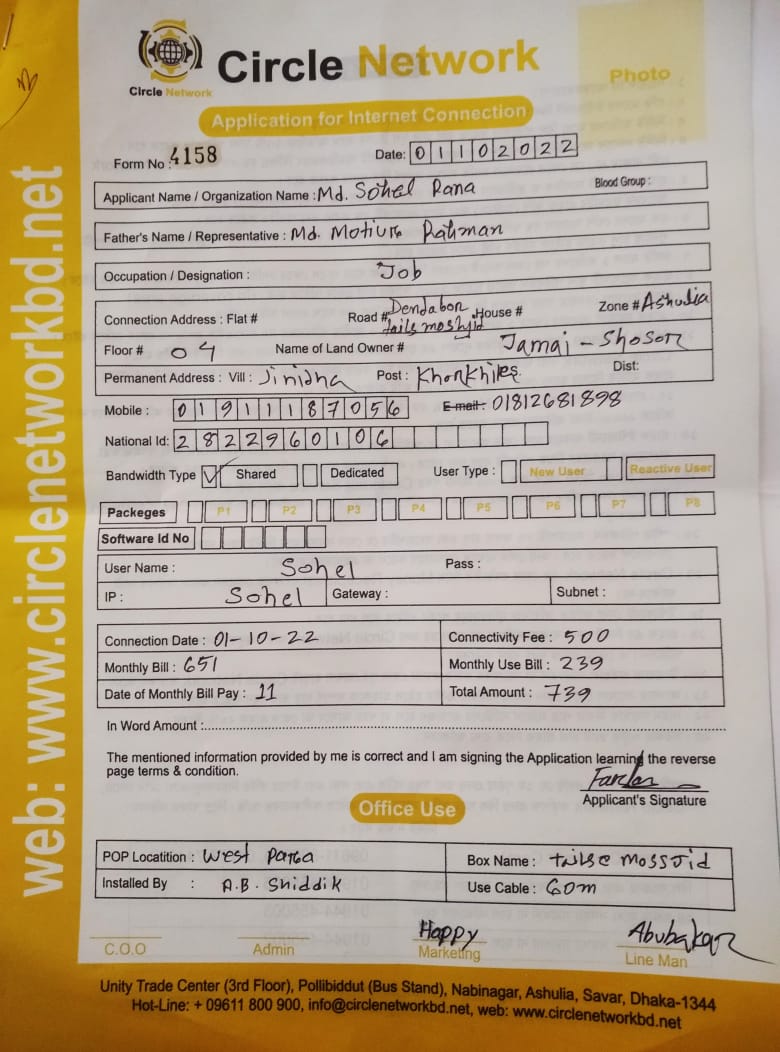 Circle Network
Circle Network
Photo
Application for Internet Connection
Form No : 4158
Date: 01102022
Applicant Name / Organization Name : Md. Sohel Rana Blood Group :
Father's Name / Representative : Md. Motiur Rahman
Occupation / Designation : Job
Connection Address : Flat # Road # Dendabor tails moshjid House # Zone # Ashulia
Floor # 04 Name of Land Owner # Jamai - Shoson
Permanent Address : Vill : Jinidha Post : Dist:
Mobile : 01911187056 E-mail: 01812681898
National Id: 2822960106
Bandwidth Type Shared Dedicated User Type : New User Reactive User
Packeges P1 P2 P3 P4 P5 P6 P7 P8
Software Id No
User Name : Sohel Pass :
IP : Sohel Gateway : Subnet :
Connection Date : 01-10-22 Connectivity Fee : 500
Monthly Bill : 651 Monthly Use Bill : 239
Date of Monthly Bill Pay : 11 Total Amount : 739
In Word Amount :
The mentioned information provided by me is correct and I am signing the Application learning the reverse
page terms & condition.
Applicant's Signature
Office Use
POP Locatition : West Para Box Name : tailse mossjid
Installed By : A.B. Sniddik Use Cable : 60m
Happy Abubakar
C.O.O Admin Marketing Line Man
Unity Trade Center (3rd Floor), Pollibiddut (Bus Stand), Nabinagar, Ashulia, Savar, Dhaka-1344
Hot-Line: + 09611 800 900, info@circlenetworkbd.net, web: www.circlenetworkbd.net
web: www.circlenetworkbd.net